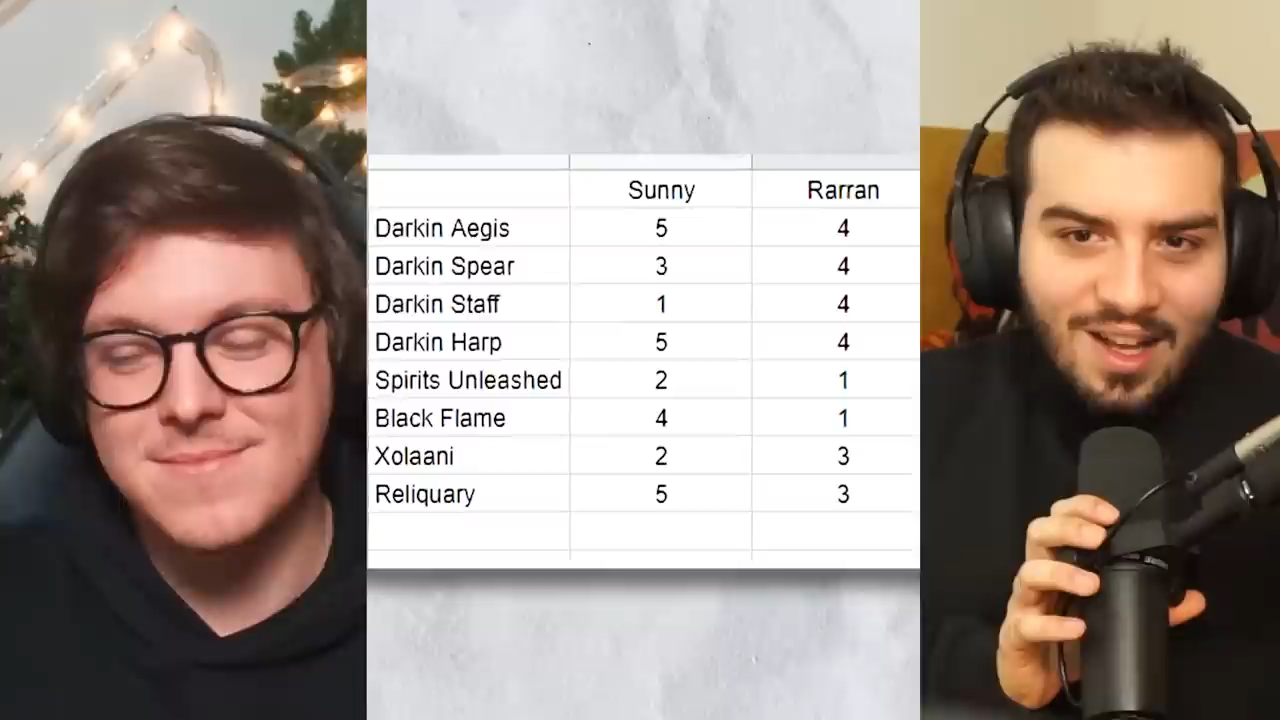 Sunny Rarran
Darkin Aegis 5 4
Darkin Spear 3 4
Darkin Staff 1 4
Darkin Harp 5 4
Spirits Unleashed 2 1
Black Flame 4 1
Xolaani 2 3
Reliquary 5 3